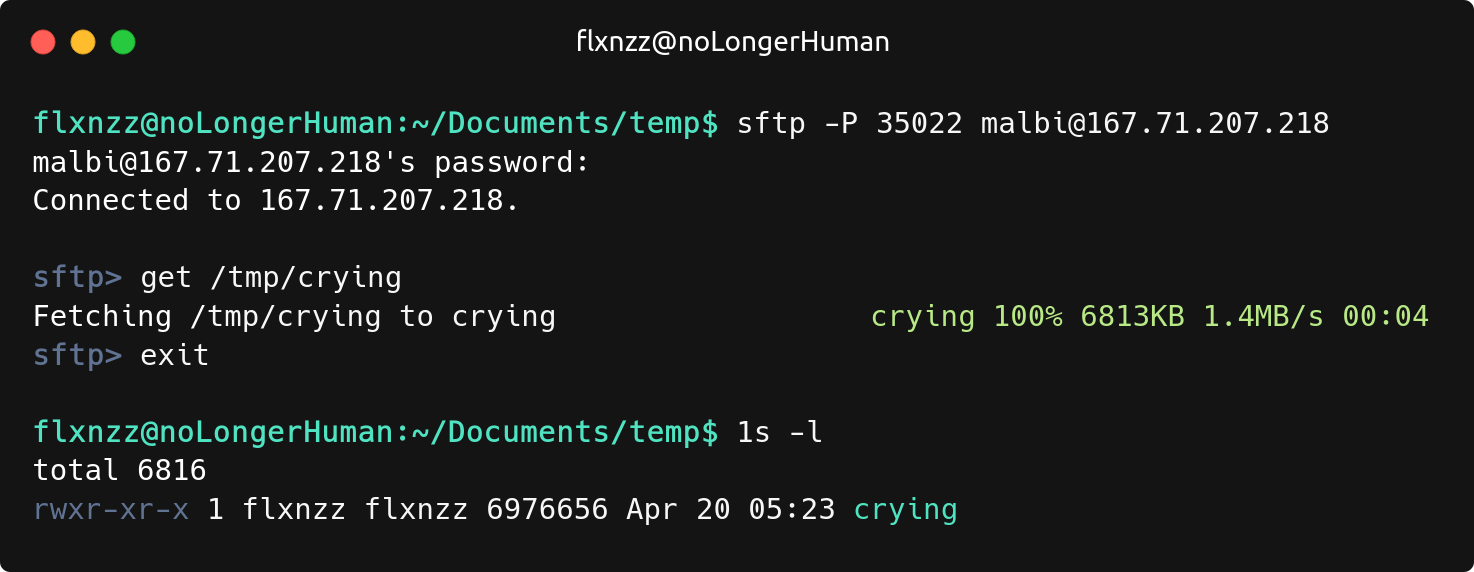 flxnzz@noLongerHuman
flxnzz@noLongerHuman:~/Documents/temp$ sftp -P 35022 malbi@167.71.207.218
malbi@167.71.207.218's password:
Connected to 167.71.207.218.
sftp> get /tmp/crying
Fetching /tmp/crying to crying crying 100% 6813KB 1.4MB/s 00:04
sftp> exit
flxnzz@noLongerHuman:~/Documents/temp$ 1s -l
total 6816
rwxr-xr-x 1 flxnzz flxnzz 6976656 Apr 20 05:23 crying